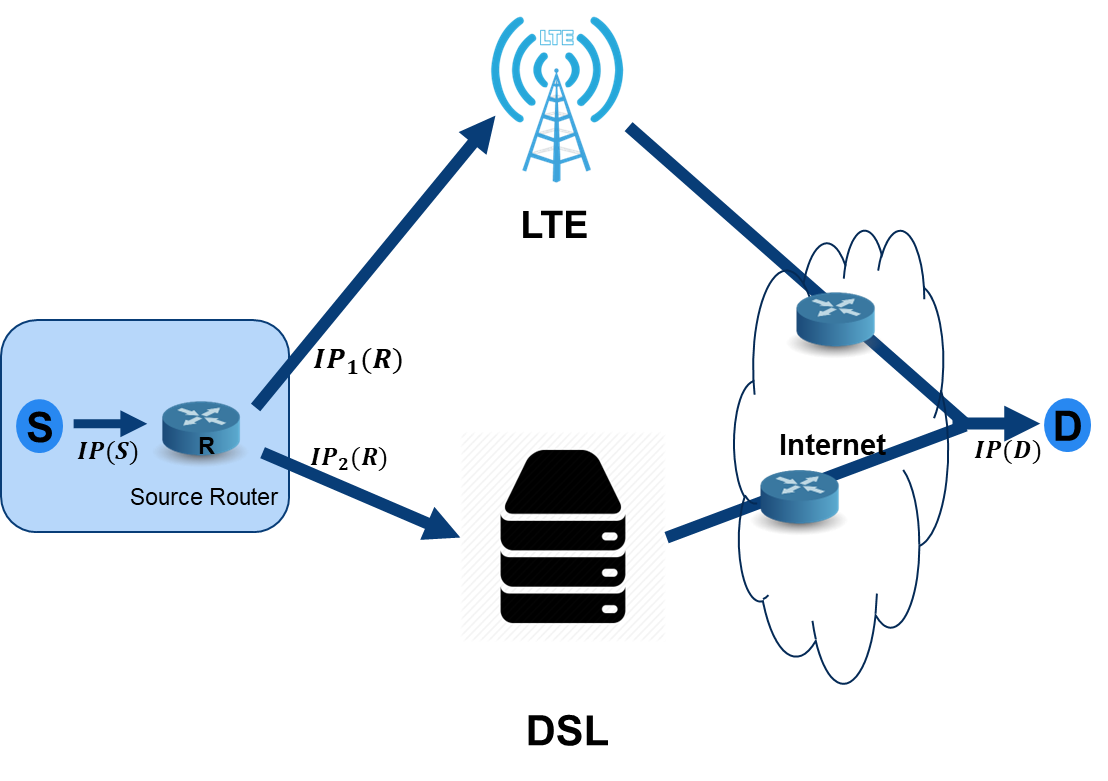 LTE
LTE
IP₁(R)
S
R
D
IP(S)
IP₂(R)
Internet
IP(D)
Source Router
DSL